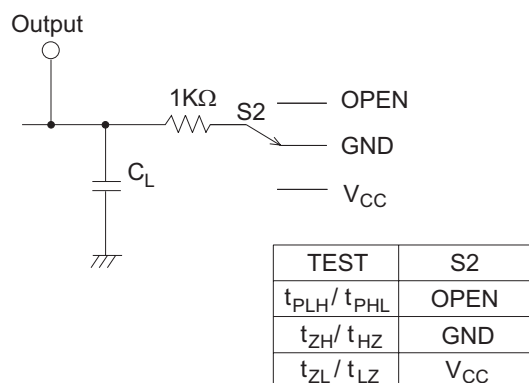 Output
1KΩ
S2
OPEN
GND
V_CC
C_L
TEST S2
t_PLH / t_PHL OPEN
t_ZH / t_HZ GND
t_ZL / t_LZ V_CC